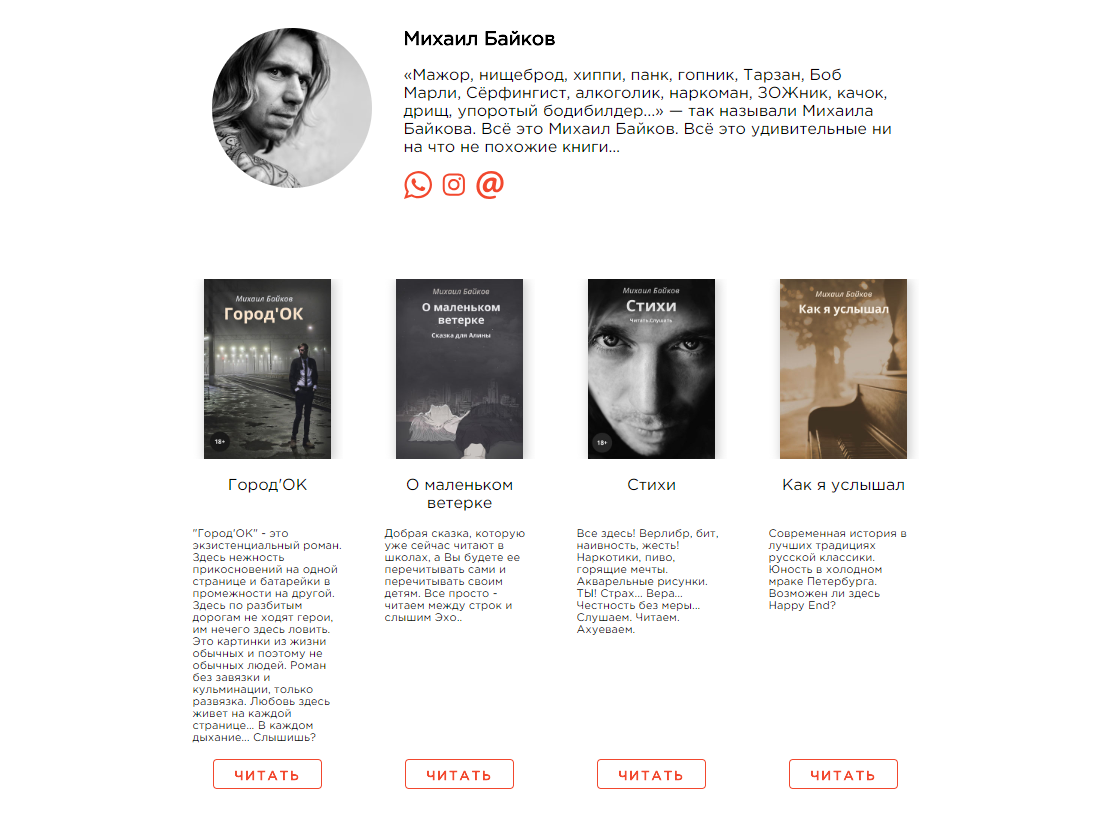 Михаил Байков
«Мажор, нищеброд, хиппи, панк, гопник, Тарзан, Боб
Марли, Сёрфингист, алкоголик, наркоман, ЗОЖник, качок,
дрищ, упоротый бодибилдер...» — так называли Михаила
Байкова. Всё это Михаил Байков. Всё это удивительные ни
на что не похожие книги...
Михаил Байков
Город'ОК
18+
Город'ОК
"Город'ОК" - это
экзистенциальный роман.
Здесь нежность
прикосновений на одной
странице и батарейки в
промежности на другой.
Здесь по разбитым
дорогам не ходят герои,
им нечего здесь ловить.
Это картинки из жизни
обычных и поэтому не
обычных людей. Роман
без завязки и
кульминации, только
развязка. Любовь здесь
живет на каждой
странице... В каждом
дыхание... Слышишь?
ЧИТАТЬ
Михаил Байков
О маленьком
ветерке
Сказка для Алины
О маленьком
ветерке
Добрая сказка, которую
уже сейчас читают в
школах, а Вы будете ее
перечитывать сами и
перечитывать своим
детям. Все просто -
читаем между строк и
слышим Эхо..
ЧИТАТЬ
Михаил Байков
Стихи
Читать.Слушать
18+
Стихи
Все здесь! Верлибр, бит,
наивность, жесть!
Наркотики, пиво,
горящие мечты.
Акварельные рисунки.
ТЫ! Страх... Вера...
Честность без меры...
Слушаем. Читаем.
Ахуеваем.
ЧИТАТЬ
Михаил Байков
Как я услышал
Как я услышал
Современная история в
лучших традициях
русской классики.
Юность в холодном
мраке Петербурга.
Возможен ли здесь
Happy End?
ЧИТАТЬ